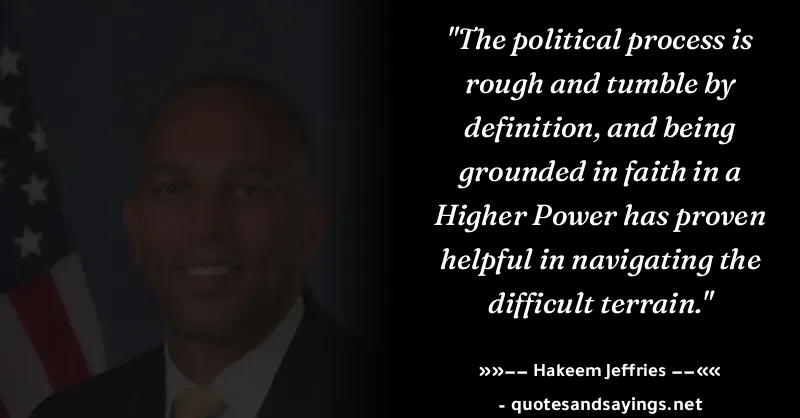 "The political process is
rough and tumble by
definition, and being
grounded in faith in a
Higher Power has proven
helpful in navigating the
difficult terrain."
»»−− Hakeem Jeffries −−««
- quotesandsayings.net